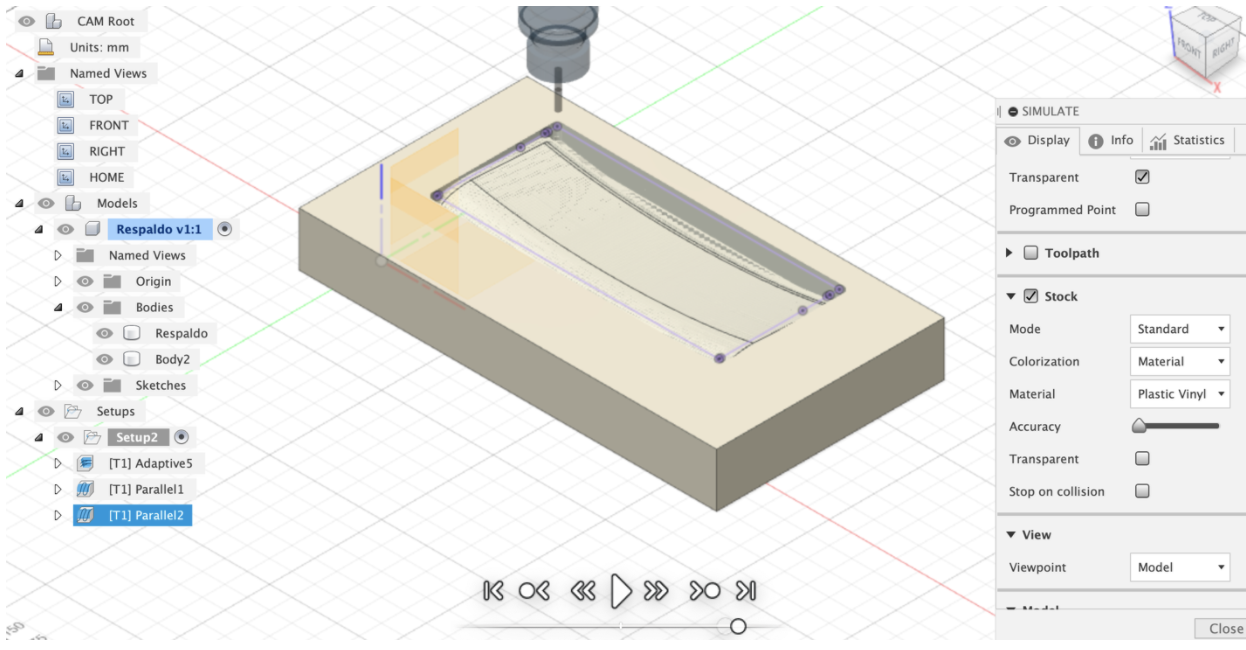 CAM Root
Units: mm
Named Views
TOP
FRONT
RIGHT
HOME
Models
Respaldo v1:1
Named Views
Origin
Bodies
Respaldo
Body2
Sketches
Setups
Setup2
[T1] Adaptive5
[T1] Parallel1
[T1] Parallel2
TOP
FRONT
RIGHT
X
SIMULATE
Display Info Statistics
Transparent
Programmed Point
Toolpath
Stock
Mode Standard
Colorization Material
Material Plastic Vinyl
Accuracy
Transparent
Stop on collision
View
Viewpoint Model
Model
Close